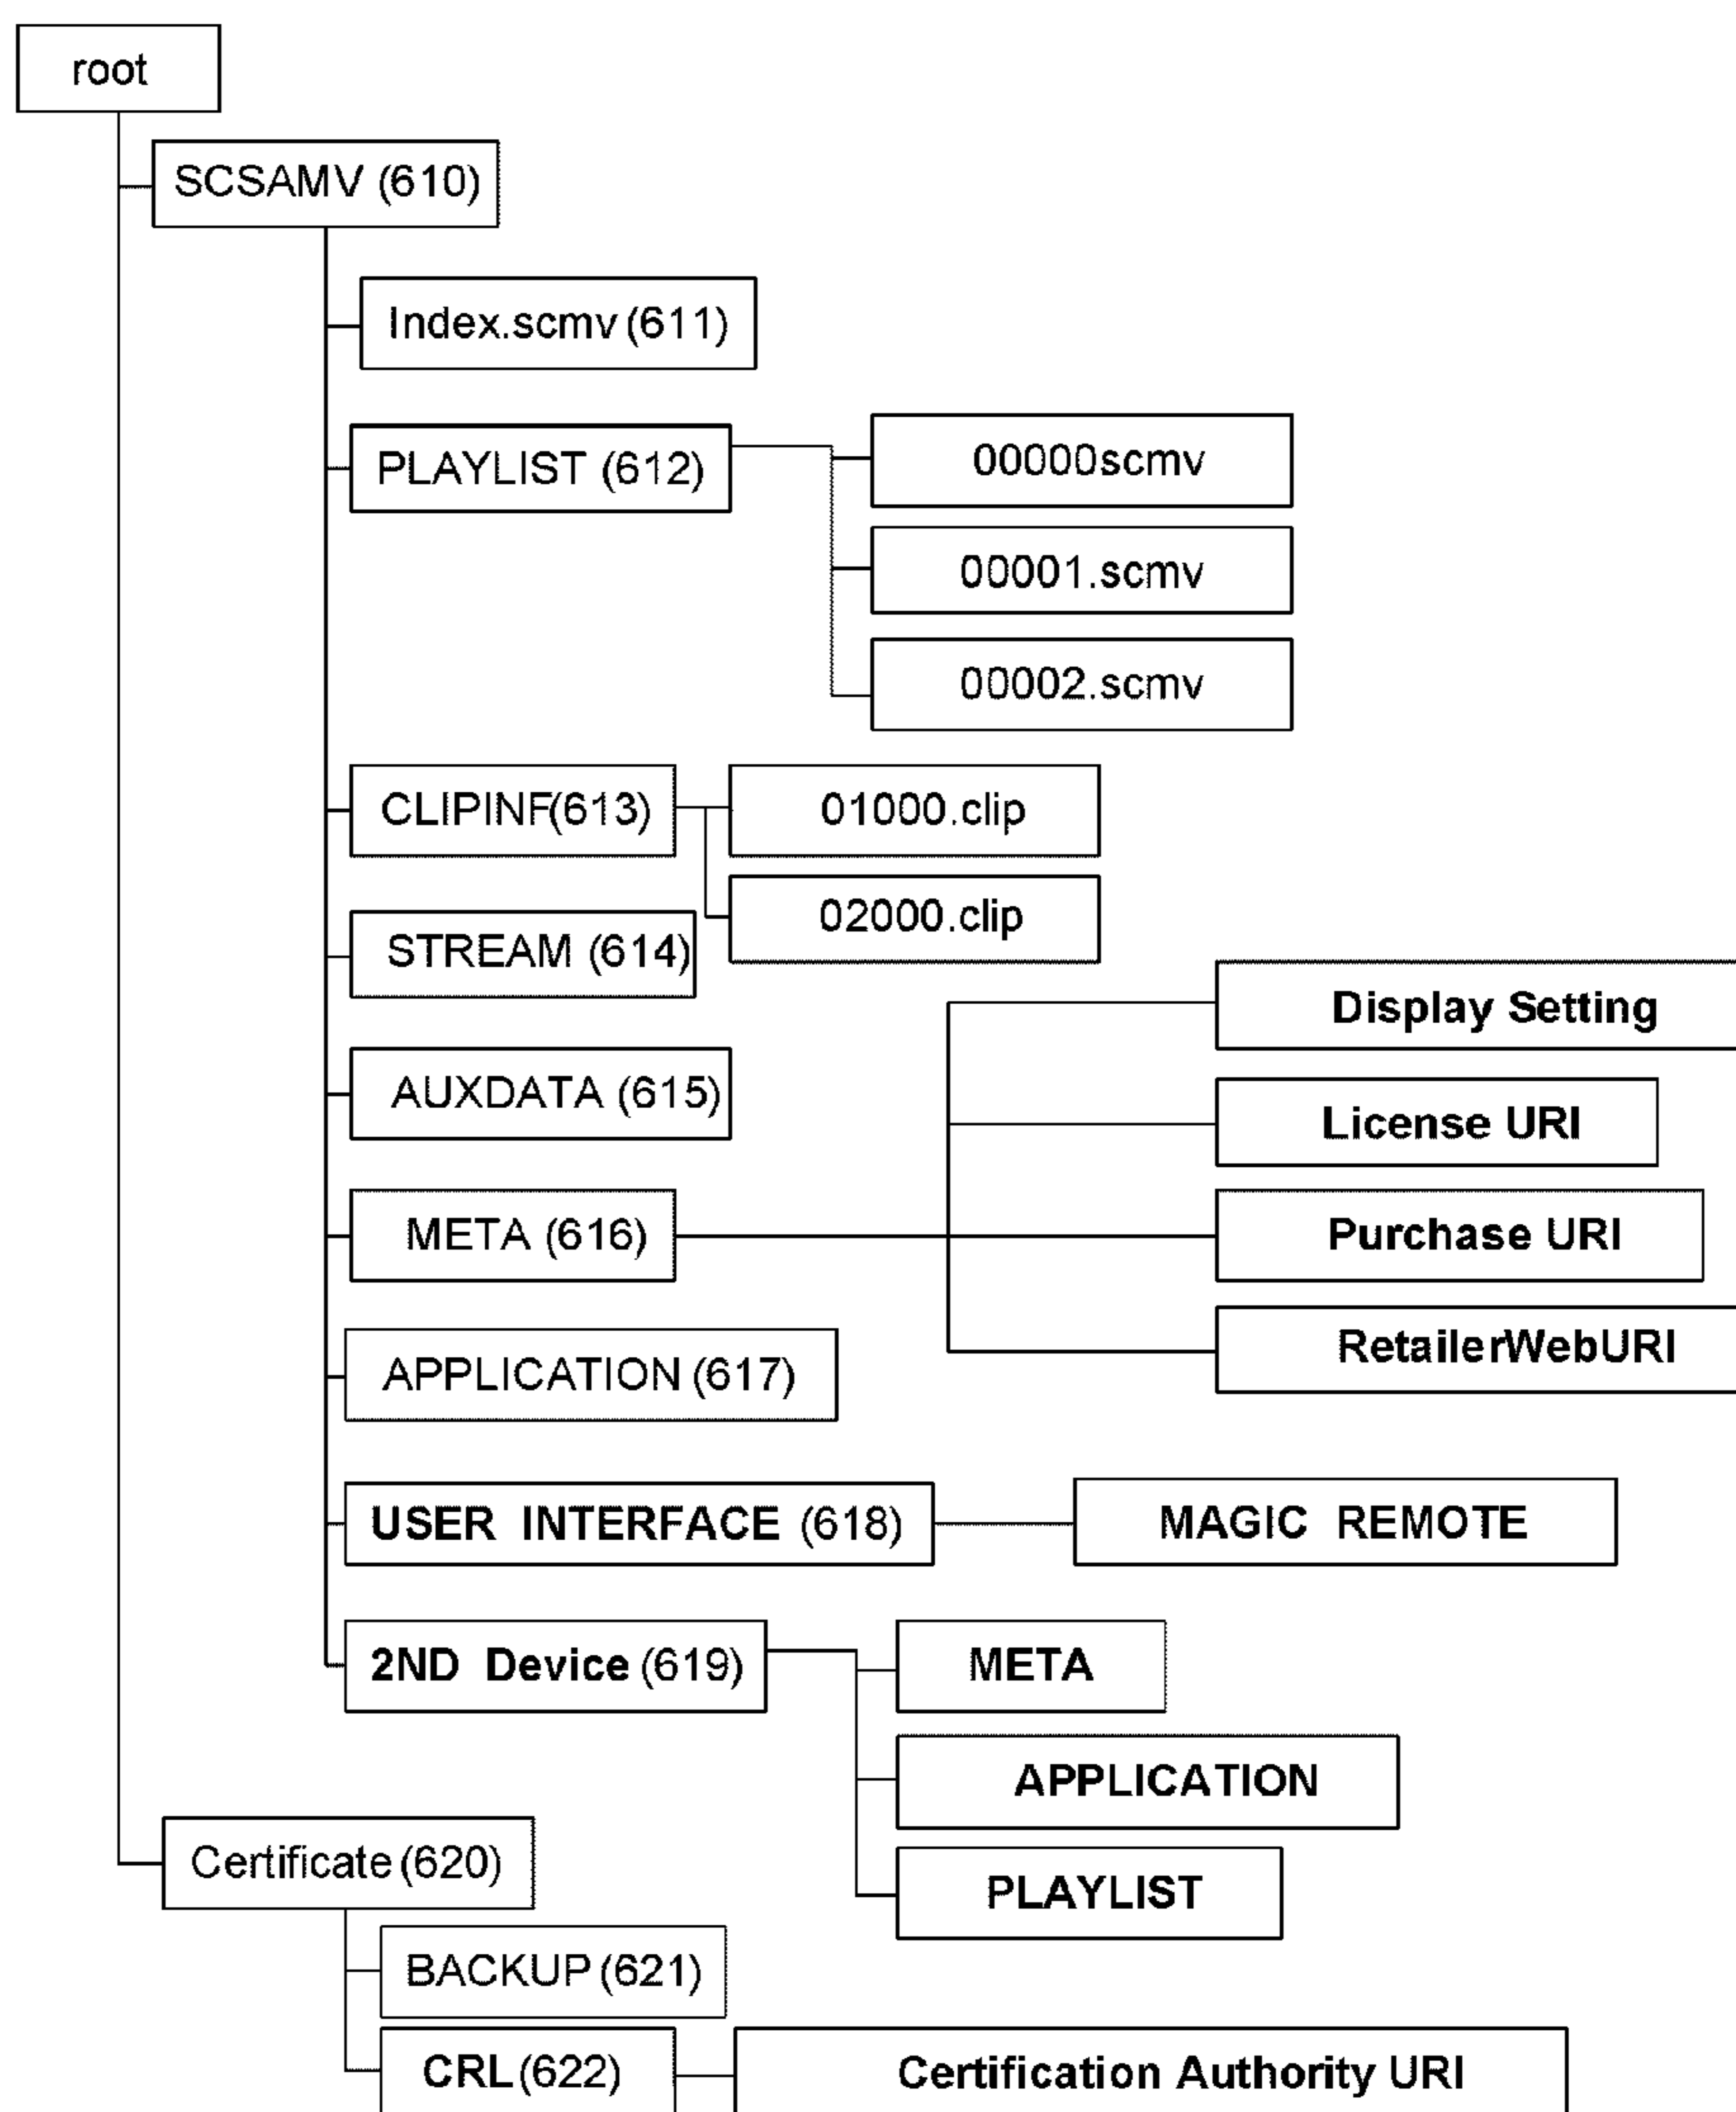 root
SCSAMV (610)
Index.scmv (611)
PLAYLIST (612)
00000scmv
00001.scmv
00002.scmv
CLIPINF(613)
01000.clip
02000.clip
STREAM (614)
Display Setting
AUXDATA (615)
License URI
META (616)
Purchase URI
RetailerWebURI
APPLICATION (617)
USER INTERFACE (618)
MAGIC REMOTE
2ND Device (619)
META
APPLICATION
PLAYLIST
Certificate (620)
BACKUP (621)
CRL (622)
Certification Authority URI